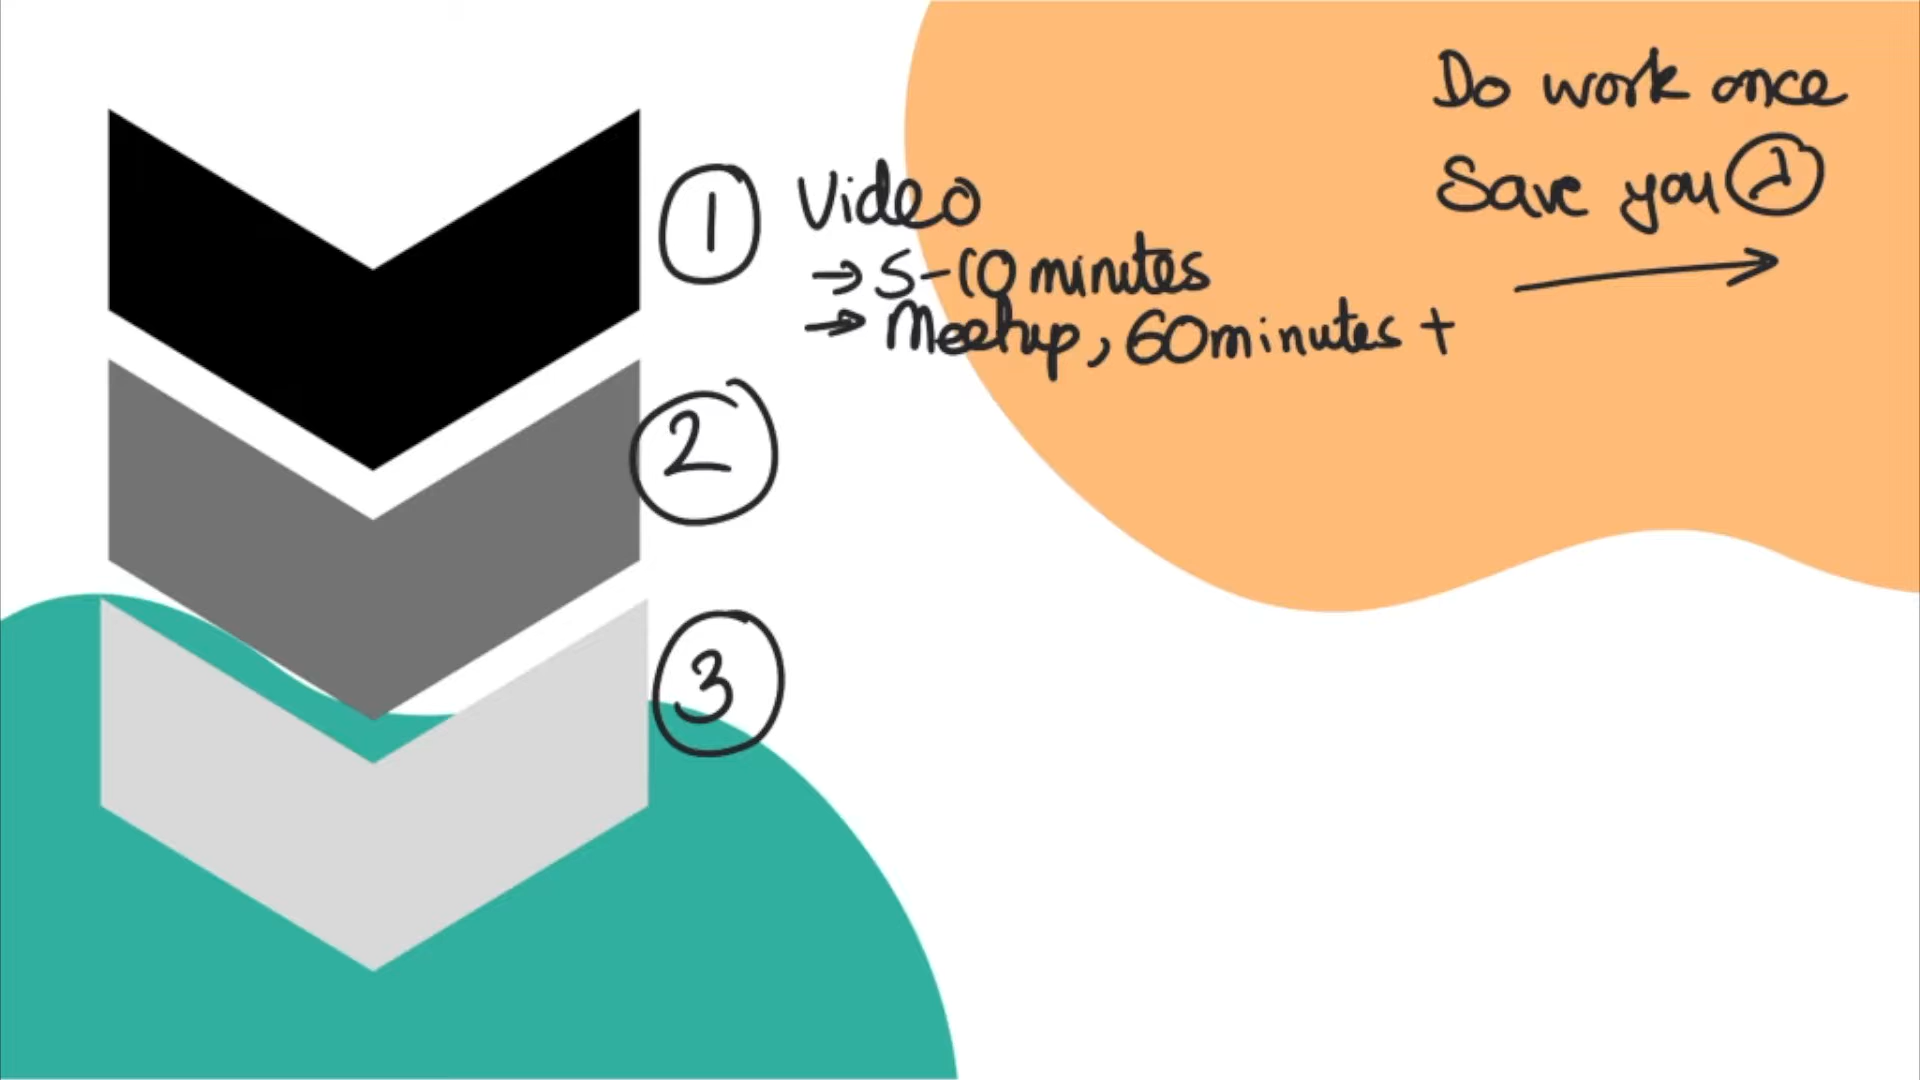 Do work once
Save you
1 Video
→ 5-10 minutes
→ Meetup, 60 minutes +
2
3